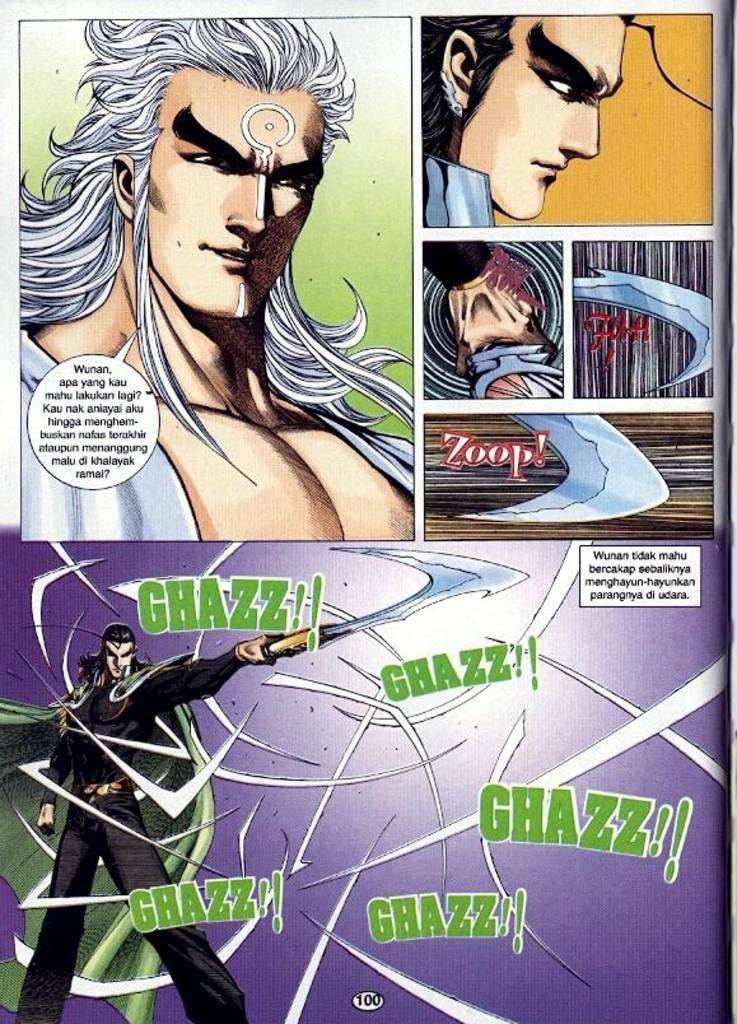 Wunan,
apa yang kau
mahu lakukan lagi?
Kau nak aniayai aku
hingga menghem-
buskan nafas terakhir
ataupun menanggung
malu di khalayak
ramai?
Zoop!
Wunan tidak mahu
bercakap sebaliknya
menghayun-hayunkan
parangnya di udara.
GHAZZ!!
GHAZZ!!
GHAZZ!!
GHAZZ!!
GHAZZ!!
100